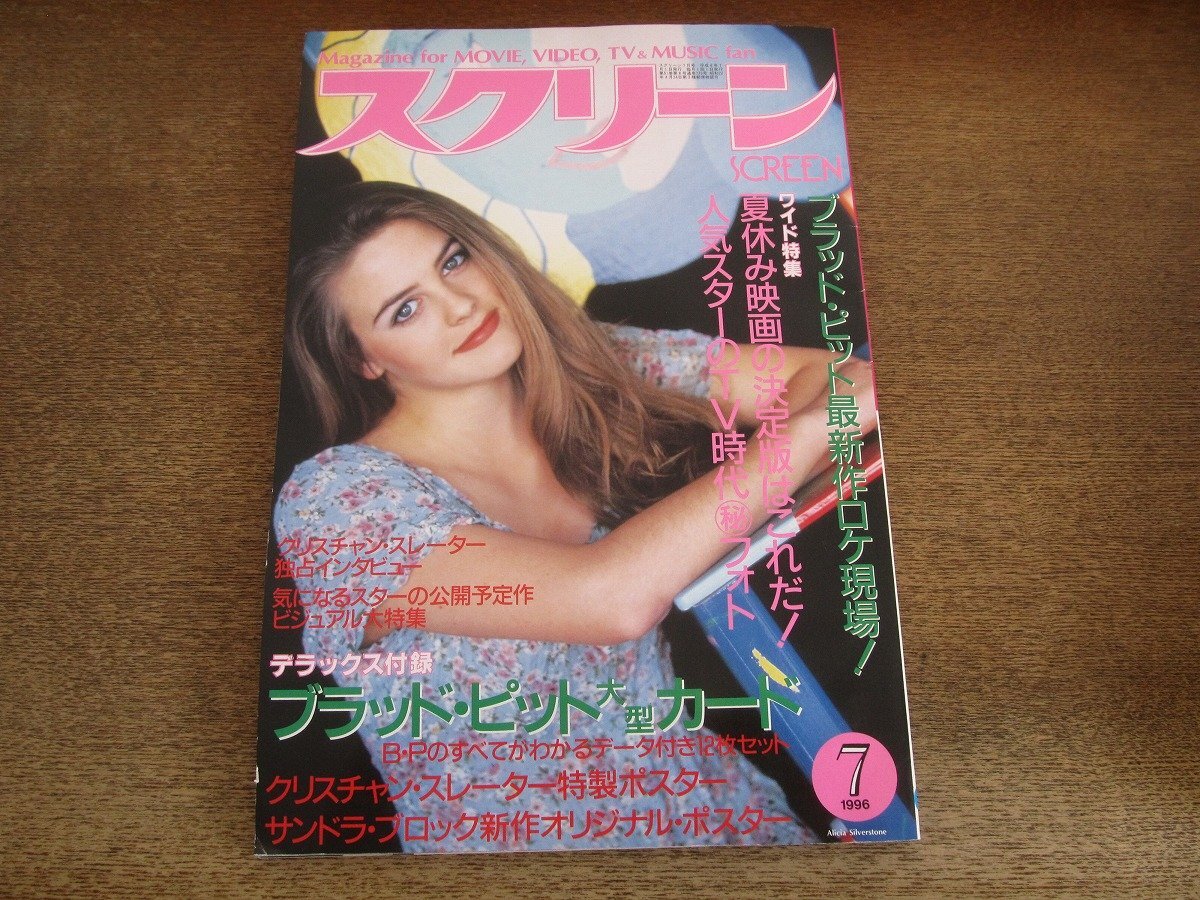 Magazine for MOVIE, VIDEO, TV & MUSIC fan
スクリーン
SCREEN
ブラッド・ピット最新作ロケ現場!
ワイド特集
夏休み映画の決定版はこれだ!
人気スターのTV時代㊙フォト
クリスチャン・スレーター
独占インタビュー
気になるスターの公開予定作
ビジュアル大特集
デラックス付録
ブラッド・ピット大型カード
B・Pのすべてがわかるデータ付き12枚セット
クリスチャン・スレーター特製ポスター
サンドラ・ブロック新作オリジナル・ポスター
7
1996
Alicia Silverstone